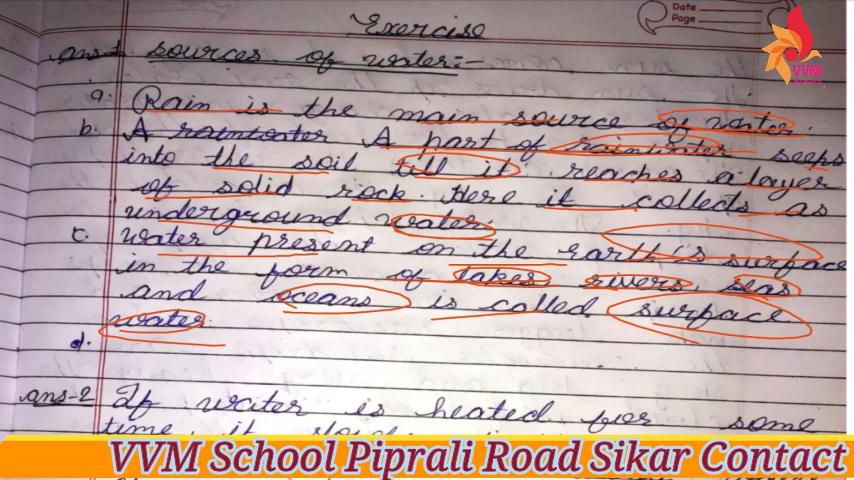 Exercise
Date
Page
VVM
ans-1 sources of water:-
a. Rain is the main source of water.
b. A rainwater A part of rainwater seeps
into the soil till it reaches a layer
of solid rock. Here it collects as
underground water.
c. water present on the earth's surface
in the form of lakes rivers, seas
and oceans is called surface
water.
d.
ans-2 If water is heated for some
time, it
VVM School Piprali Road Sikar Contact